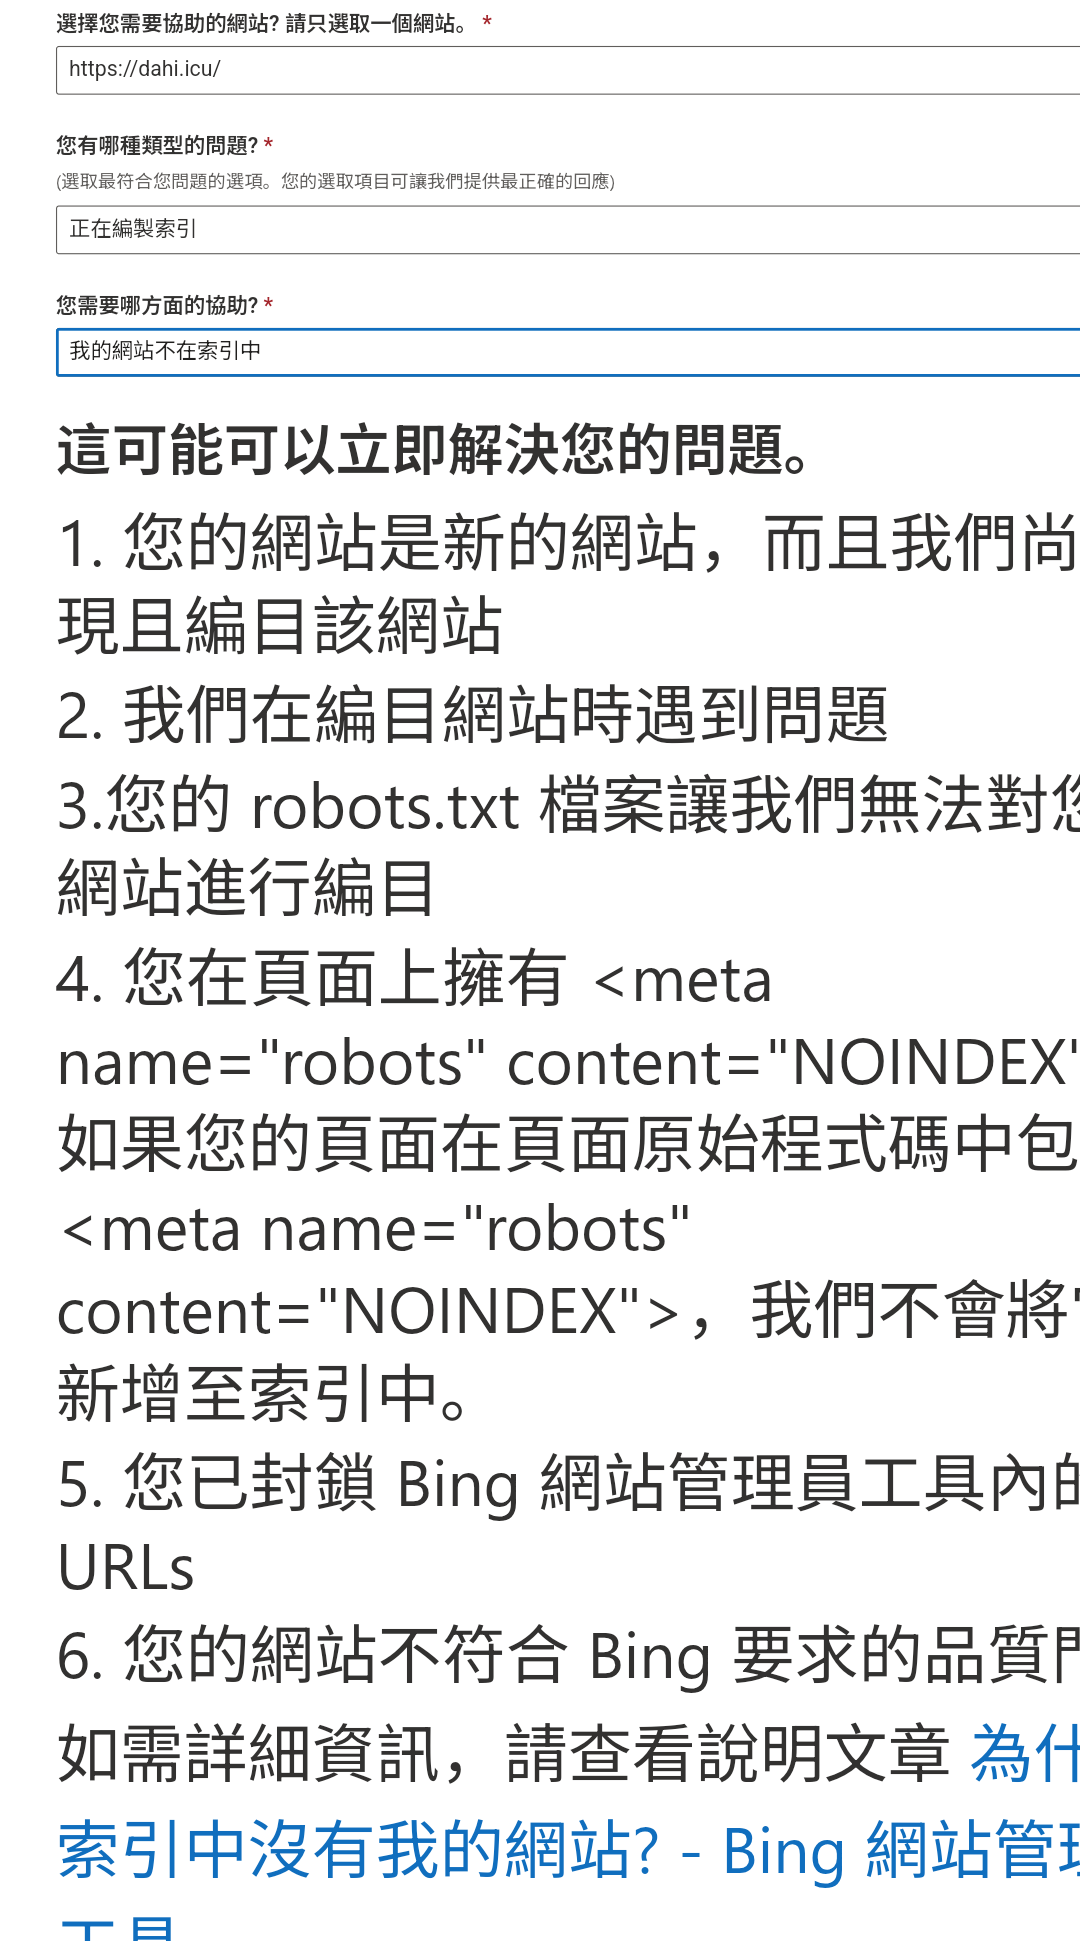 選擇您需要協助的網站? 請只選取一個網站。 *
https://dahi.icu/
您有哪種類型的問題? *
(選取最符合您問題的選項。您的選取項目可讓我們提供最正確的回應)
正在編製索引
您需要哪方面的協助? *
我的網站不在索引中
這可能可以立即解決您的問題。
1. 您的網站是新的網站，而且我們尚
現且編目該網站
2. 我們在編目網站時遇到問題
3.您的 robots.txt 檔案讓我們無法對您
網站進行編目
4. 您在頁面上擁有 <meta
name="robots" content="NOINDEX"
如果您的頁面在頁面原始程式碼中包
<meta name="robots"
content="NOINDEX">，我們不會將
新增至索引中。
5. 您已封鎖 Bing 網站管理員工具內的
URLs
6. 您的網站不符合 Bing 要求的品質
如需詳細資訊，請查看說明文章 為什
索引中沒有我的網站? - Bing 網站管理
工具